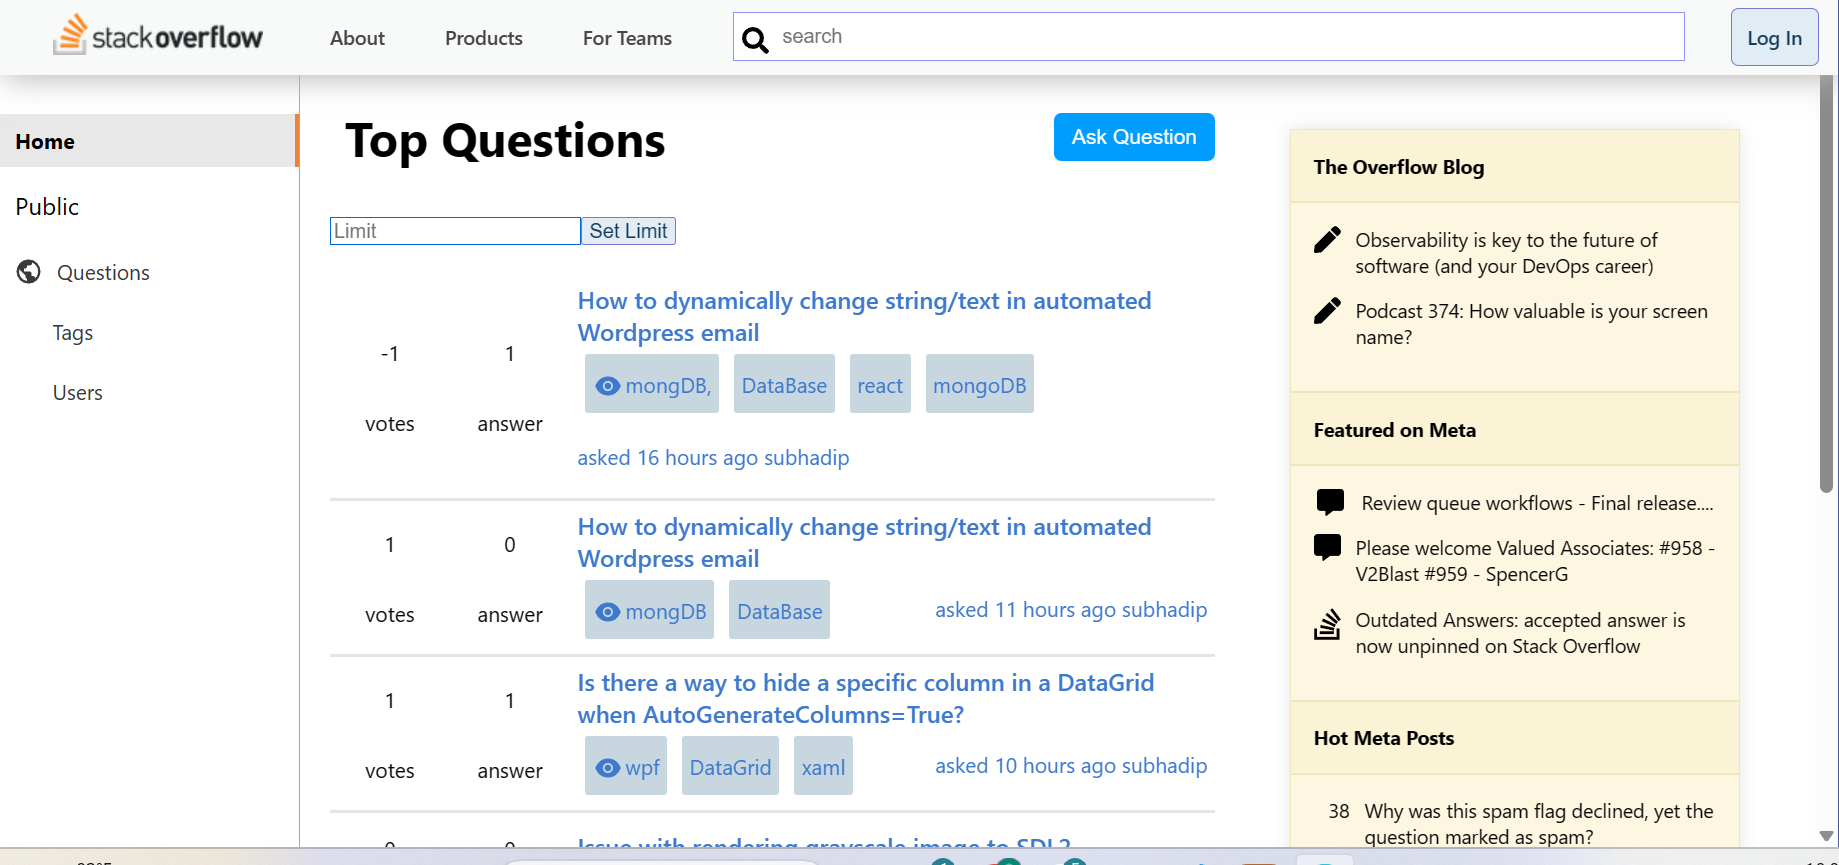 stackoverflow
About
Products
For Teams
search
Log In
Home
Public
Questions
Tags
Users
Top Questions
Ask Question
Limit
Set Limit
-1
votes
1
answer
How to dynamically change string/text in automated
Wordpress email
mongDB,
DataBase
react
mongoDB
asked 16 hours ago subhadip
1
votes
0
answer
How to dynamically change string/text in automated
Wordpress email
mongDB
DataBase
asked 11 hours ago subhadip
1
votes
1
answer
Is there a way to hide a specific column in a DataGrid
when AutoGenerateColumns=True?
wpf
DataGrid
xaml
asked 10 hours ago subhadip
Issue with rendering grayscale image to SDL2
The Overflow Blog
Observability is key to the future of
software (and your DevOps career)
Podcast 374: How valuable is your screen
name?
Featured on Meta
Review queue workflows - Final release....
Please welcome Valued Associates: #958 -
V2Blast #959 - SpencerG
Outdated Answers: accepted answer is
now unpinned on Stack Overflow
Hot Meta Posts
38
Why was this spam flag declined, yet the
question marked as spam?